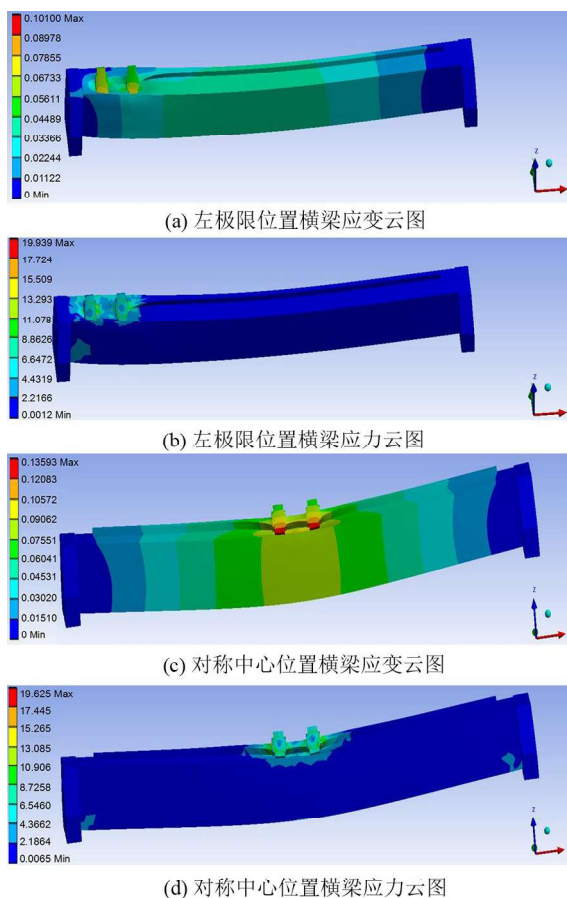 0.10100 Max
0.08978
0.07855
0.06733
0.05611
0.04489
0.03366
0.02244
0.01122
0 Min
z
(a) 左极限位置横梁应变云图
19.939 Max
17.724
15.509
13.293
11.078
8.8626
6.6472
4.4319
2.2166
0.0012 Min
z
(b) 左极限位置横梁应力云图
0.13593 Max
0.12083
0.10572
0.09062
0.07551
0.06041
0.04531
0.03020
0.01510
0 Min
z
(c) 对称中心位置横梁应变云图
19.625 Max
17.445
15.265
13.085
10.906
8.7258
6.5460
4.3662
2.1864
0.0065 Min
z
(d) 对称中心位置横梁应力云图